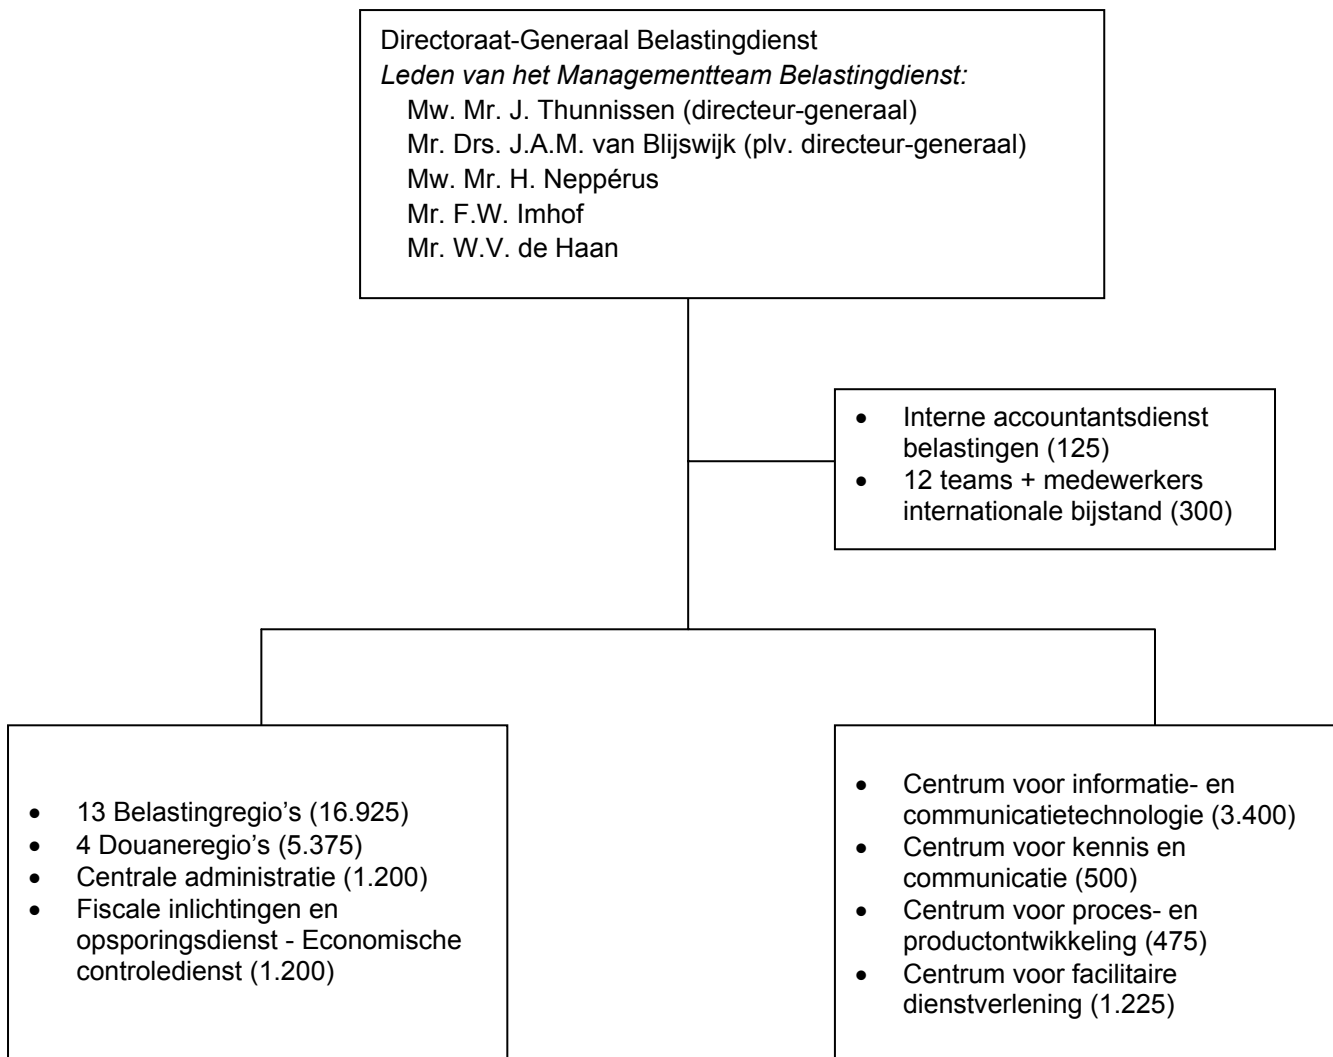 Directoraat-Generaal Belastingdienst
Leden van het Managementteam Belastingdienst:
Mw. Mr. J. Thunnissen (directeur-generaal)
Mr. Drs. J.A.M. van Blijswijk (plv. directeur-generaal)
Mw. Mr. H. Neppérus
Mr. F.W. Imhof
Mr. W.V. de Haan
• Interne accountantsdienst
belastingen (125)
• 12 teams + medewerkers
internationale bijstand (300)
• 13 Belastingregio's (16.925)
• 4 Douaneregio's (5.375)
• Centrale administratie (1.200)
• Fiscale inlichtingen en
opsporingsdienst - Economische
controledienst (1.200)
• Centrum voor informatie- en
communicatietechnologie (3.400)
• Centrum voor kennis en
communicatie (500)
• Centrum voor proces- en
productontwikkeling (475)
• Centrum voor facilitaire
dienstverlening (1.225)